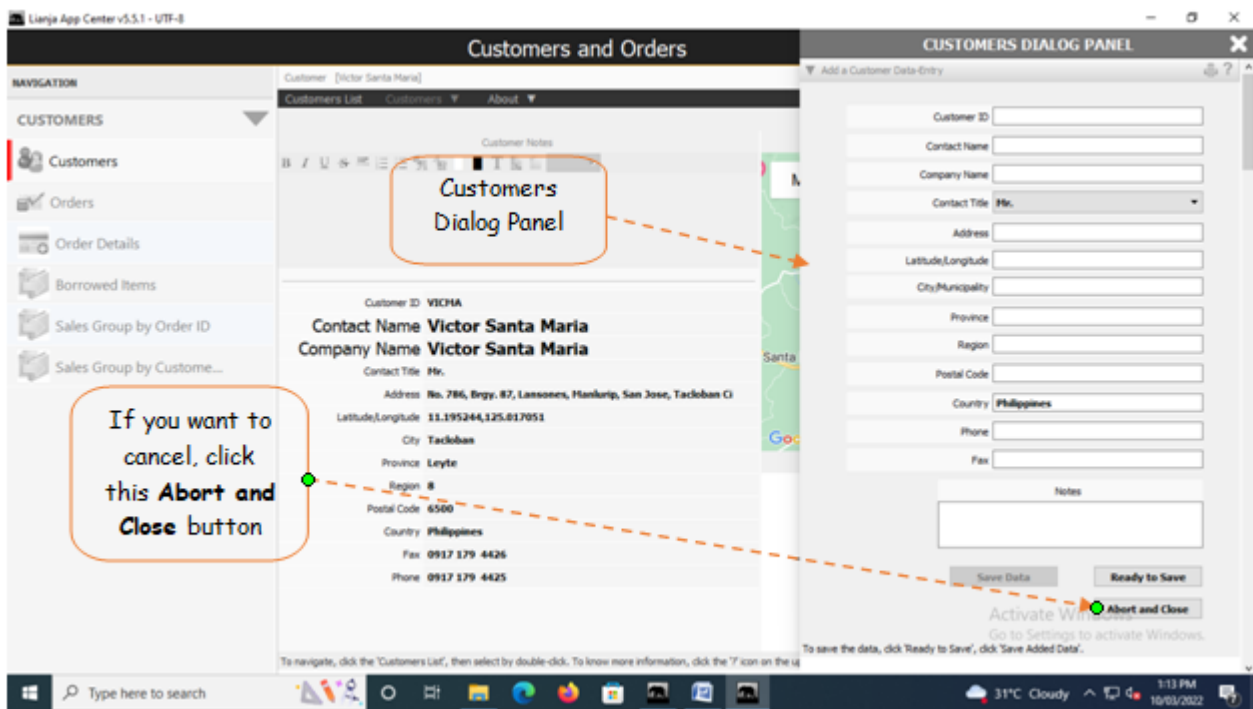 Lianja App Center v5.5.1 - UTF-8
Customers and Orders
CUSTOMERS DIALOG PANEL
NAVIGATION
Customer [Victor Santa Maria]
Add a Customer Data-Entry
?
Customers List Customers About
CUSTOMERS
Customers
Orders
Order Details
Borrowed Items
Sales Group by Order ID
Sales Group by Custome...
Customer Notes
B I U S
Customers
Dialog Panel
M
Santa
Customer ID VICMA
Contact Name Victor Santa Maria
Company Name Victor Santa Maria
Contact Title Mr.
Address No. 786, Brgy. 87, Lansones, Manlurip, San Jose, Tacloban Ci
Latitude/Longitude 11.195244,125.017051
City Tacloban
Province Leyte
Region 8
Postal Code 6500
Country Philippines
Fax 0917 179 4426
Phone 0917 179 4425
If you want to
cancel, click
this Abort and
Close button
Customer ID
Contact Name
Company Name
Contact Title Mr.
Address
Latitude/Longitude
City/Municipality
Province
Region
Postal Code
Country Philippines
Phone
Fax
Notes
Save Data Ready to Save
Abort and Close
Activate Windows
Go to Settings to activate Windows.
To save the data, click 'Ready to Save', click 'Save Added Data'.
To navigate, click the 'Customers List', then select by double-click. To know more information, click the '?' icon on the up
Type here to search
31°C Cloudy
1:13 PM
10/03/2022